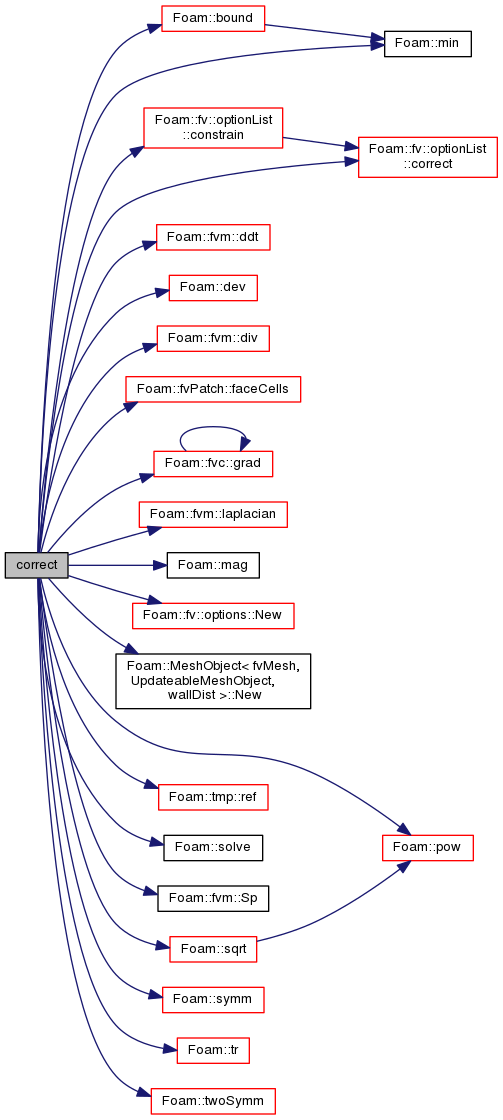 Foam::bound
Foam::min
Foam::fv::optionList
::constrain
Foam::fv::optionList
::correct
Foam::fvm::ddt
Foam::dev
Foam::fvm::div
Foam::fvPatch::faceCells
Foam::fvc::grad
Foam::fvm::laplacian
correct
Foam::mag
Foam::fv::options::New
Foam::MeshObject< fvMesh,
UpdateableMeshObject,
wallDist >::New
Foam::tmp::ref
Foam::solve
Foam::pow
Foam::fvm::Sp
Foam::sqrt
Foam::symm
Foam::tr
Foam::twoSymm